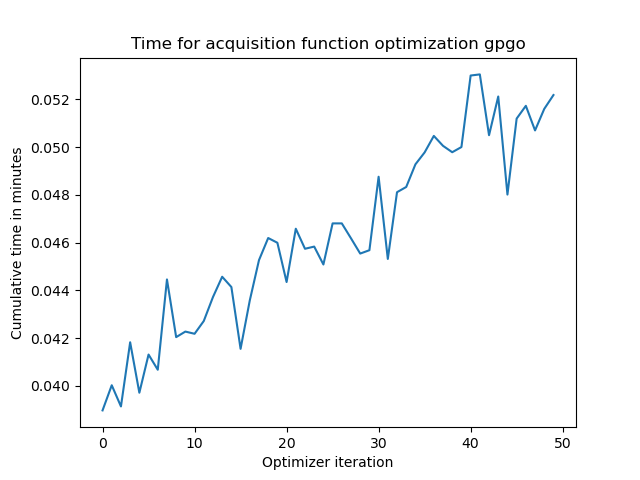 Time for acquisition function optimization gpgo
Cumulative time in minutes
0.052
0.050
0.048
0.046
0.044
0.042
0.040
0 10 20 30 40 50
Optimizer iteration